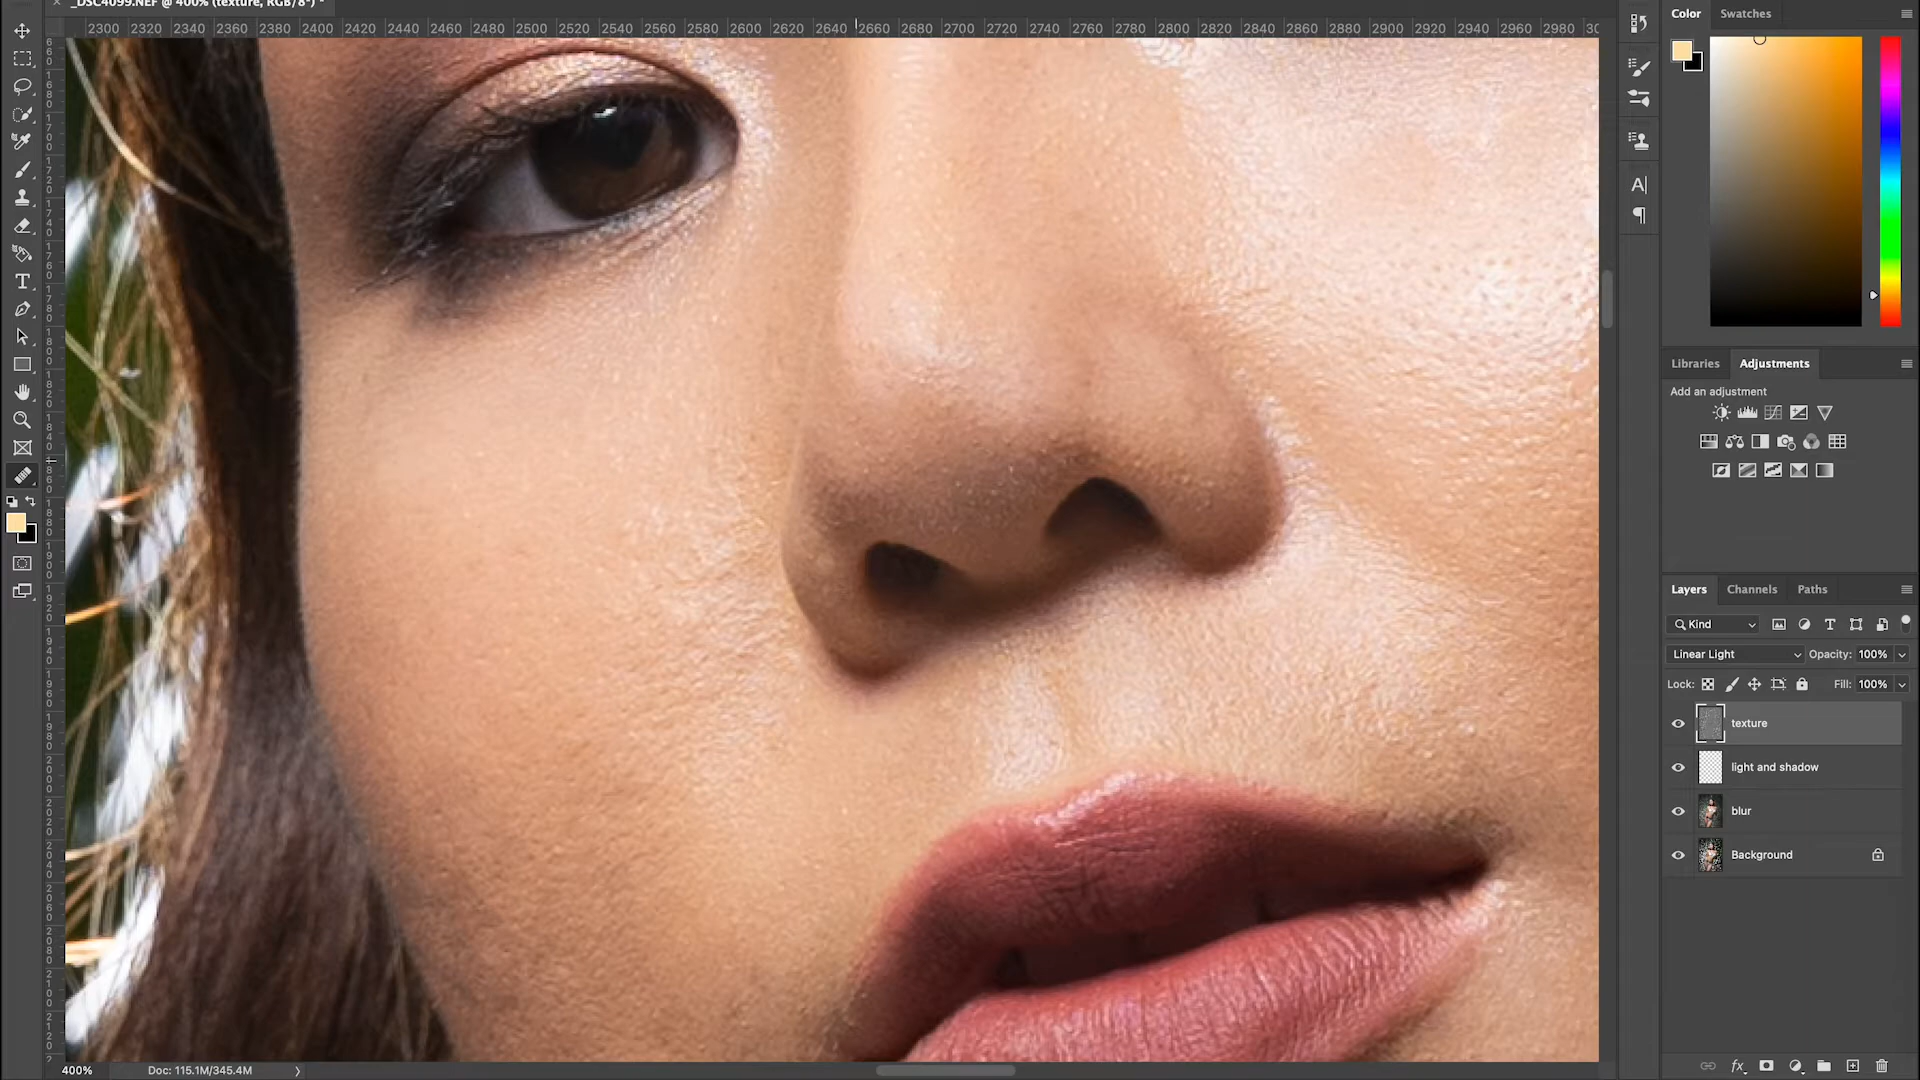 _DSC4099.NEF @ 400% (texture, RGB/8*) *
2300 2320 2340 2360 2380 2400 2420 2440 2460 2480 2500 2520 2540 2560 2580 2600 2620 2640 2660 2680 2700 2720 2740 2760 2780 2800 2820 2840 2860 2880 2900 2920 2940 2960 2980 30
Color Swatches
Libraries Adjustments
Add an adjustment
Layers Channels Paths
Kind
Linear Light Opacity: 100%
Lock: Fill: 100%
texture
light and shadow
blur
Background
400% Doc: 115.1M/345.4M